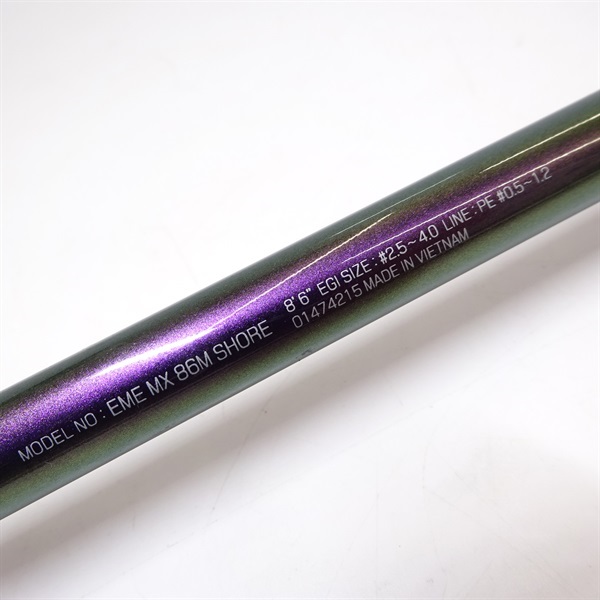 MODEL NO : EME MX 86M SHORE
8'6" EGI SIZE : #2.5~4.0 LINE : PE #0.5~1.2
01474215 MADE IN VIETNAM